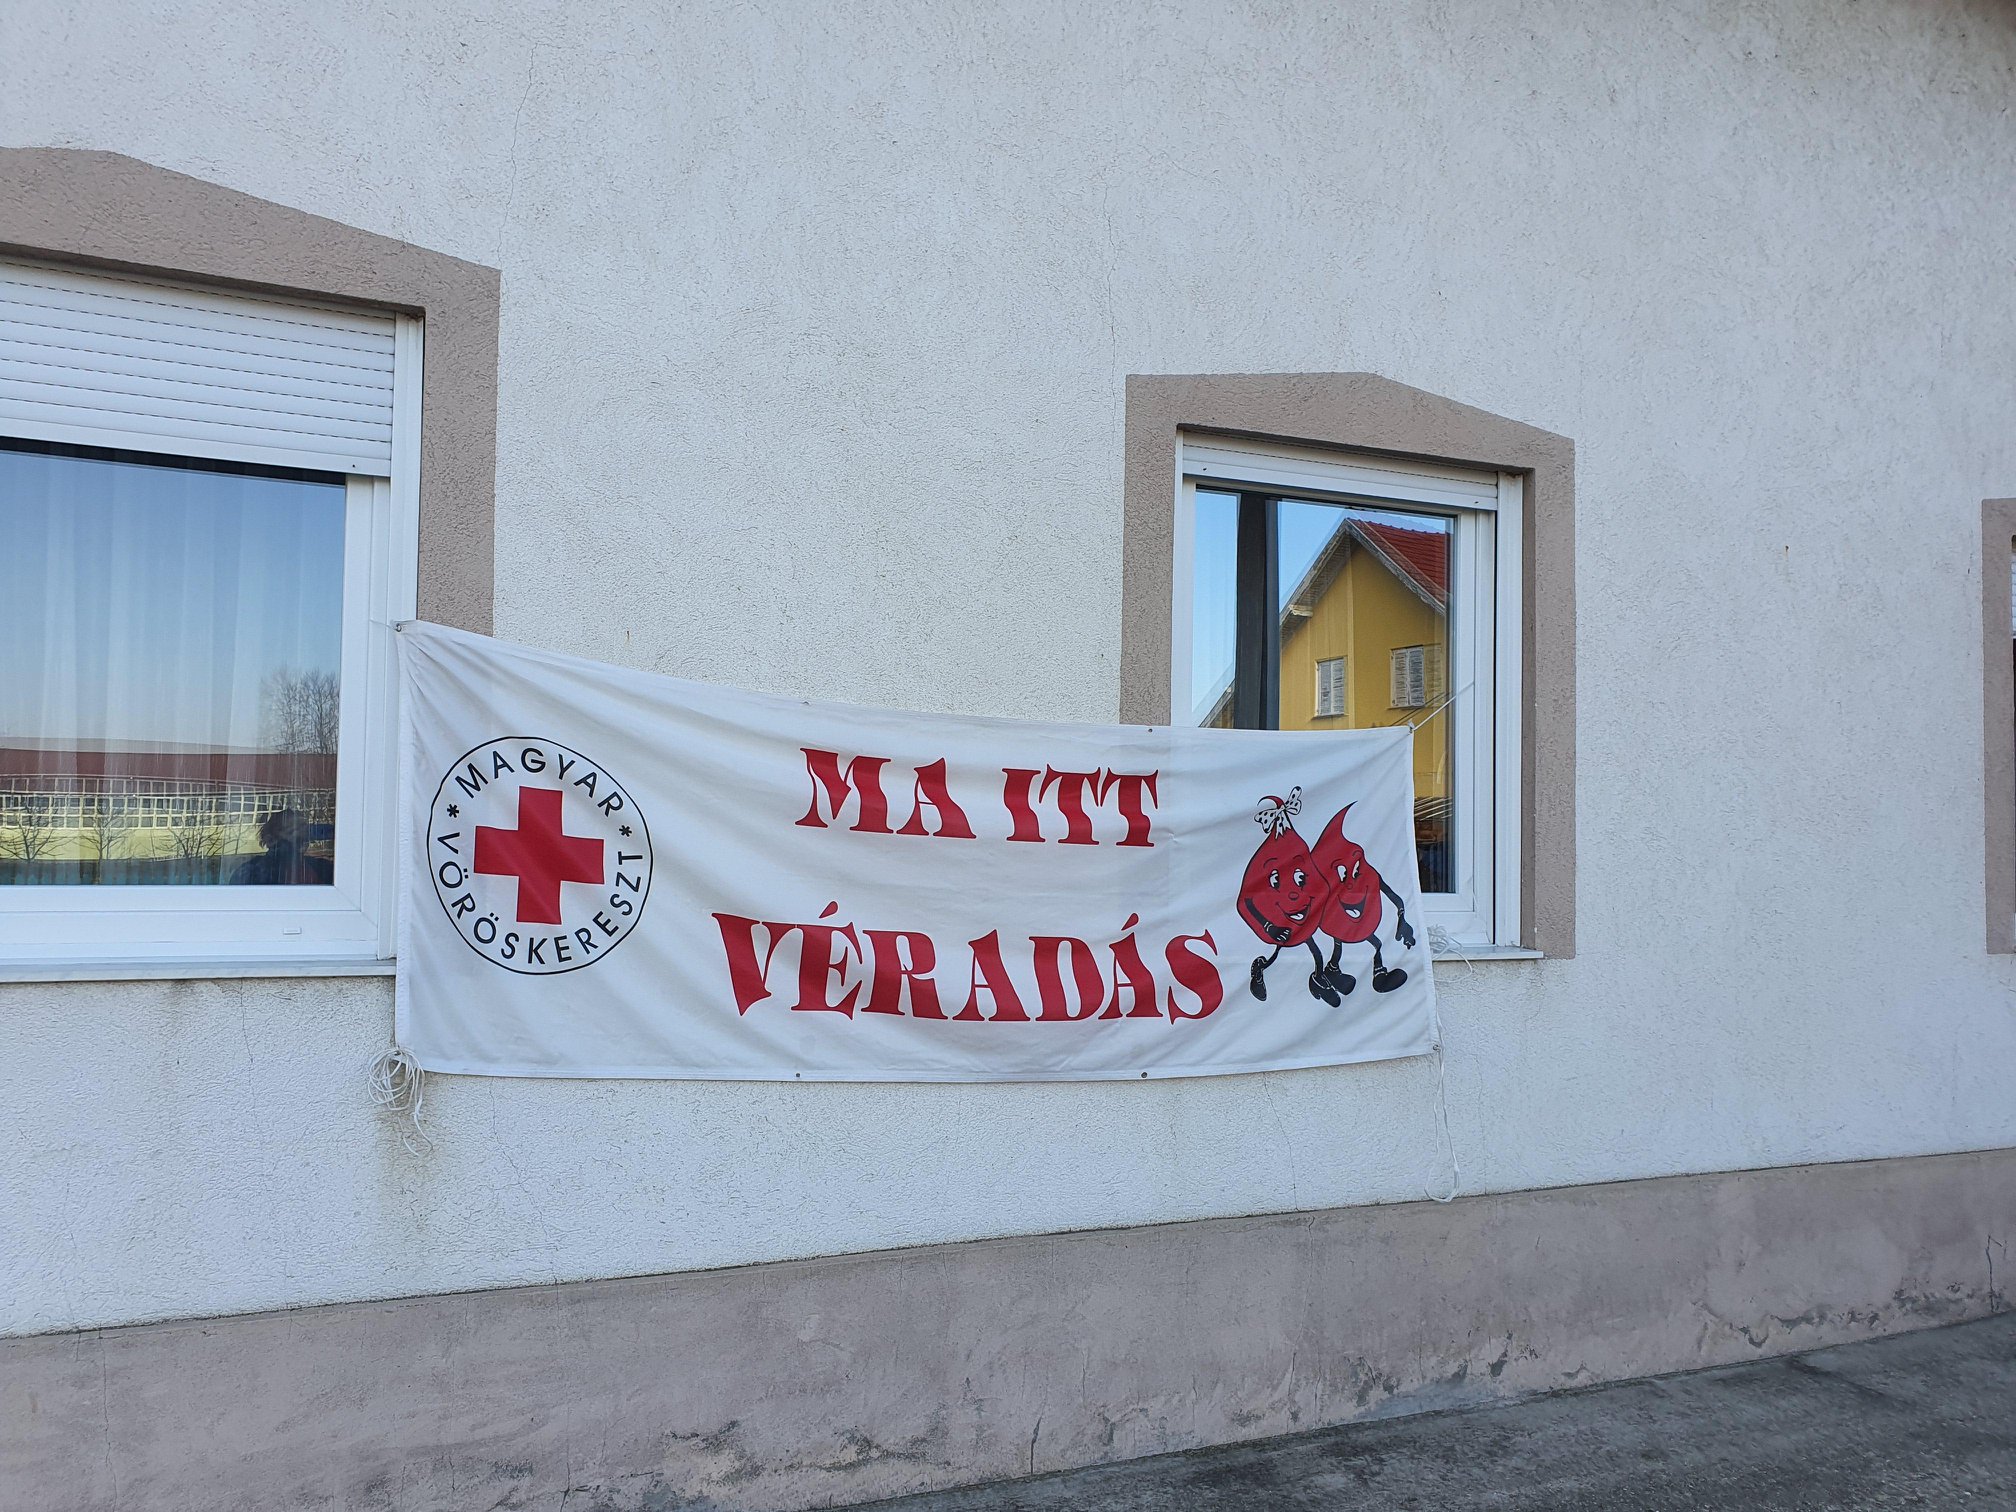 * MAGYAR *
VÖRÖSKERESZT
MA ITT
VÉRADÁS